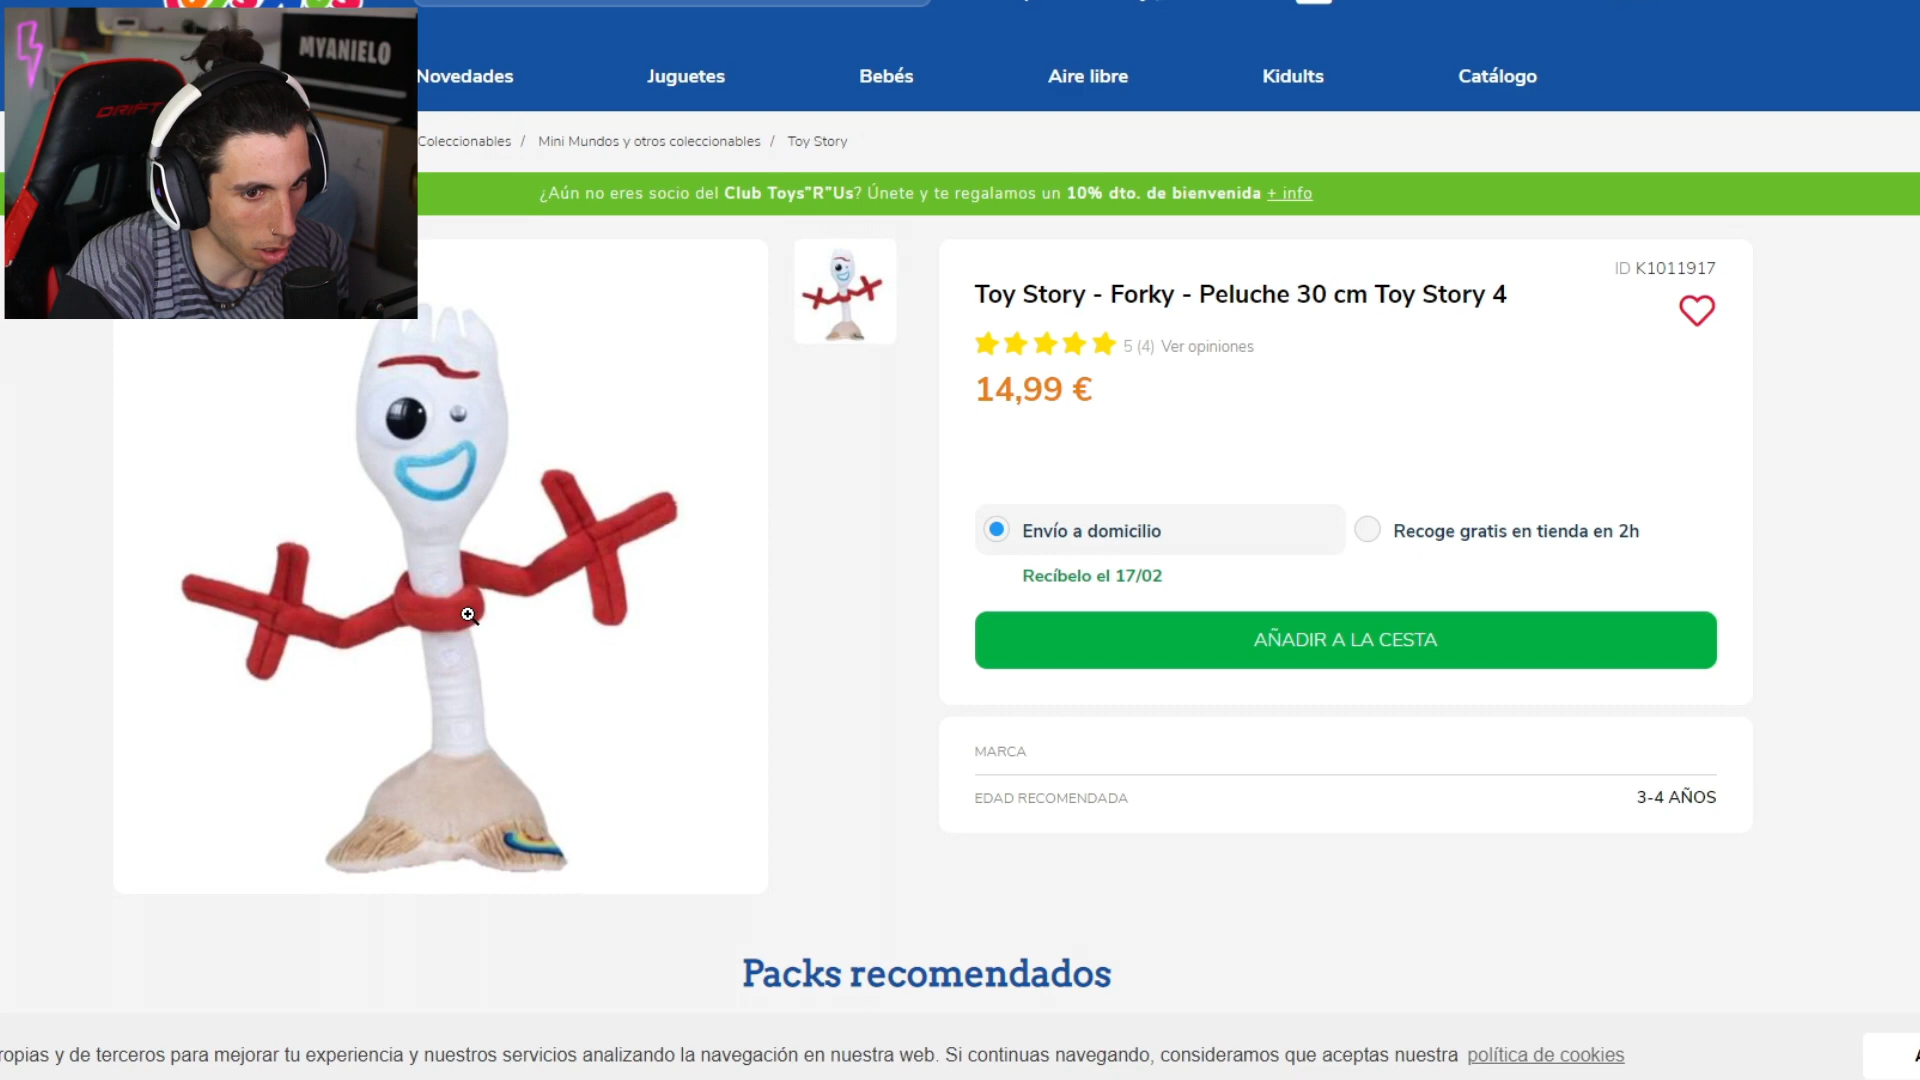 MYANIELO
DRIFT
Novedades
Juguetes
Bebés
Aire libre
Kidults
Catálogo
Coleccionables / Mini Mundos y otros coleccionables / Toy Story
¿Aún no eres socio del Club Toys"R"Us? Únete y te regalamos un 10% dto. de bienvenida + info
ID K1011917
Toy Story - Forky - Peluche 30 cm Toy Story 4
5 (4) Ver opiniones
14,99 €
Envío a domicilio
Recoge gratis en tienda en 2h
Recíbelo el 17/02
AÑADIR A LA CESTA
MARCA
EDAD RECOMENDADA
3-4 AÑOS
Packs recomendados
ropias y de terceros para mejorar tu experiencia y nuestros servicios analizando la navegación en nuestra web. Si continuas navegando, consideramos que aceptas nuestra política de cookies